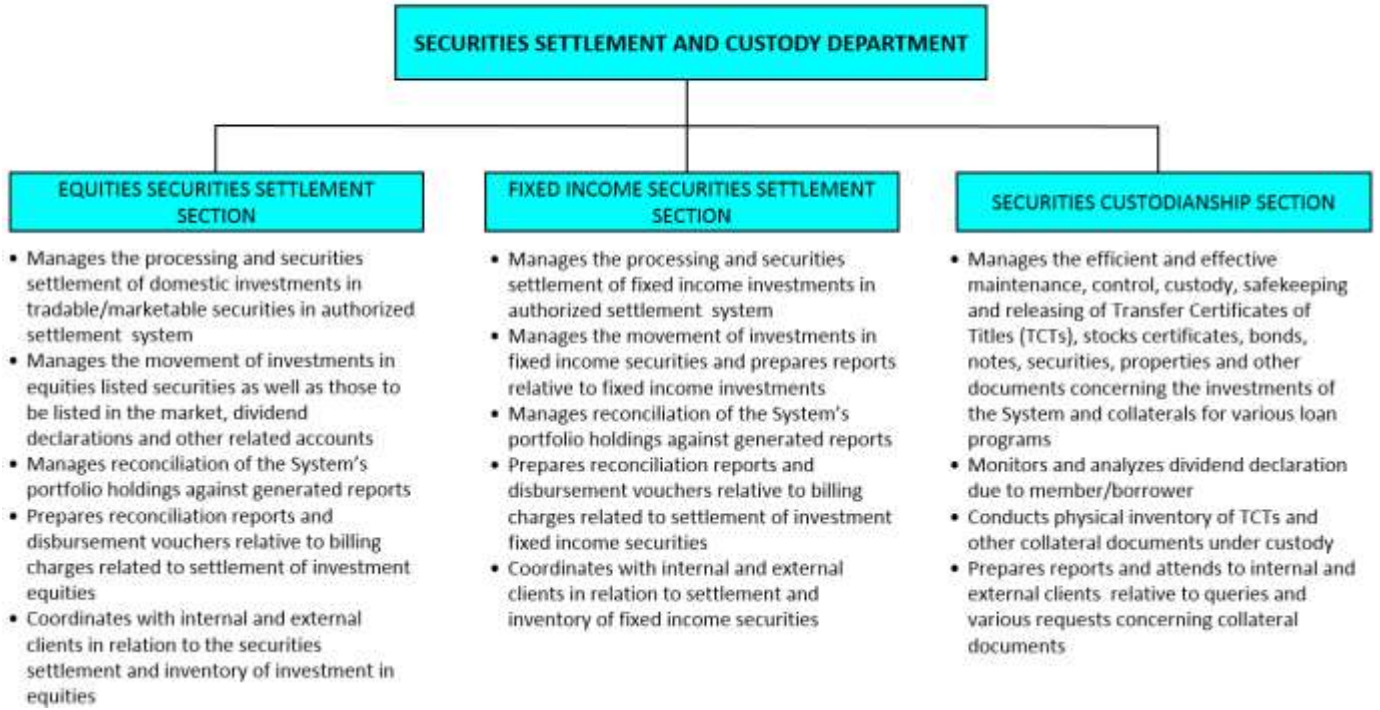 SECURITIES SETTLEMENT AND CUSTODY DEPARTMENT
EQUITIES SECURITIES SETTLEMENT
SECTION
• Manages the processing and securities
settlement of domestic investments in
tradable/marketable securities in authorized
settlement system
• Manages the movement of investments in
equities listed securities as well as those to
be listed in the market, dividend
declarations and other related accounts
• Manages reconciliation of the System's
portfolio holdings against generated reports
• Prepares reconciliation reports and
disbursement vouchers relative to billing
charges related to settlement of investment
equities
• Coordinates with internal and external
clients in relation to the securities
settlement and inventory of investment in
equities
FIXED INCOME SECURITIES SETTLEMENT
SECTION
• Manages the processing and securities
settlement of fixed income investments in
authorized settlement system
• Manages the movement of investments in
fixed income securities and prepares reports
relative to fixed income investments
• Manages reconciliation of the System's
portfolio holdings against generated reports
• Prepares reconciliation reports and
disbursement vouchers relative to billing
charges related to settlement of investment
fixed income securities
• Coordinates with internal and external
clients in relation to settlement and
inventory of fixed income securities
SECURITIES CUSTODIANSHIP SECTION
• Manages the efficient and effective
maintenance, control, custody, safekeeping
and releasing of Transfer Certificates of
Titles (TCTs), stocks certificates, bonds,
notes, securities, properties and other
documents concerning the investments of
the System and collaterals for various loan
programs
• Monitors and analyzes dividend declaration
due to member/borrower
• Conducts physical inventory of TCTs and
other collateral documents under custody
• Prepares reports and attends to internal and
external clients relative to queries and
various requests concerning collateral
documents